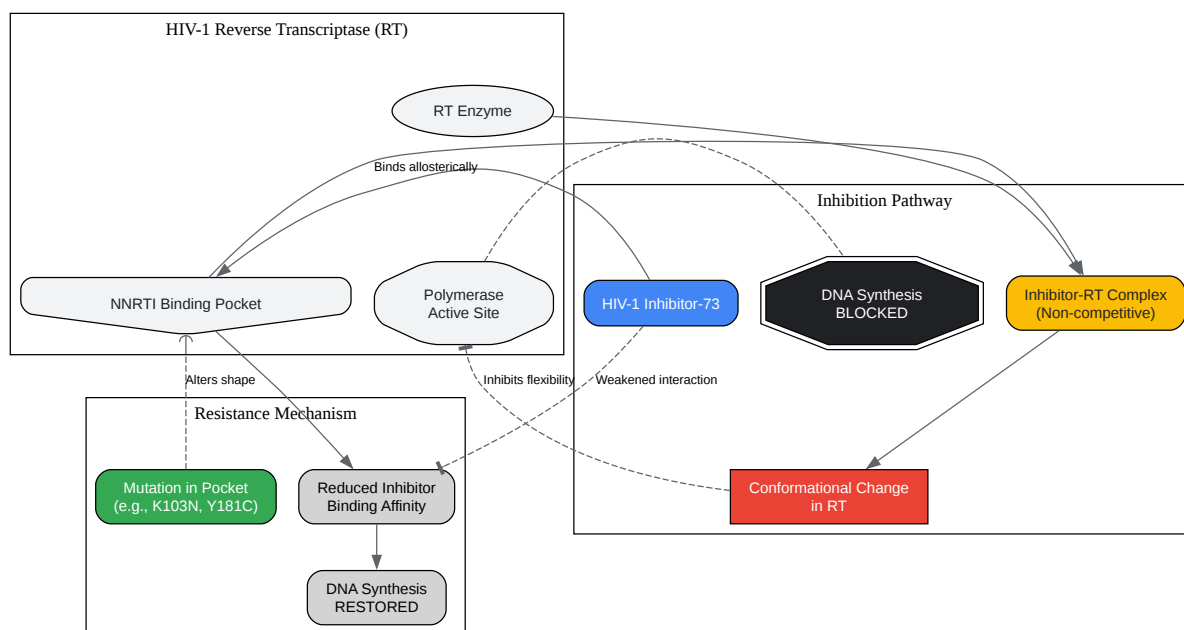 HIV-1 Reverse Transcriptase (RT)
RT Enzyme
Binds allosterically
Inhibition Pathway
NNRTI Binding Pocket
Polymerase
Active Site
HIV-1 Inhibitor-73
DNA Synthesis
BLOCKED
Inhibitor-RT Complex
(Non-competitive)
Alters shape
Inhibits flexibility
Weakened interaction
Resistance Mechanism
Mutation in Pocket
(e.g., K103N, Y181C)
Reduced Inhibitor
Binding Affinity
Conformational Change
in RT
DNA Synthesis
RESTORED